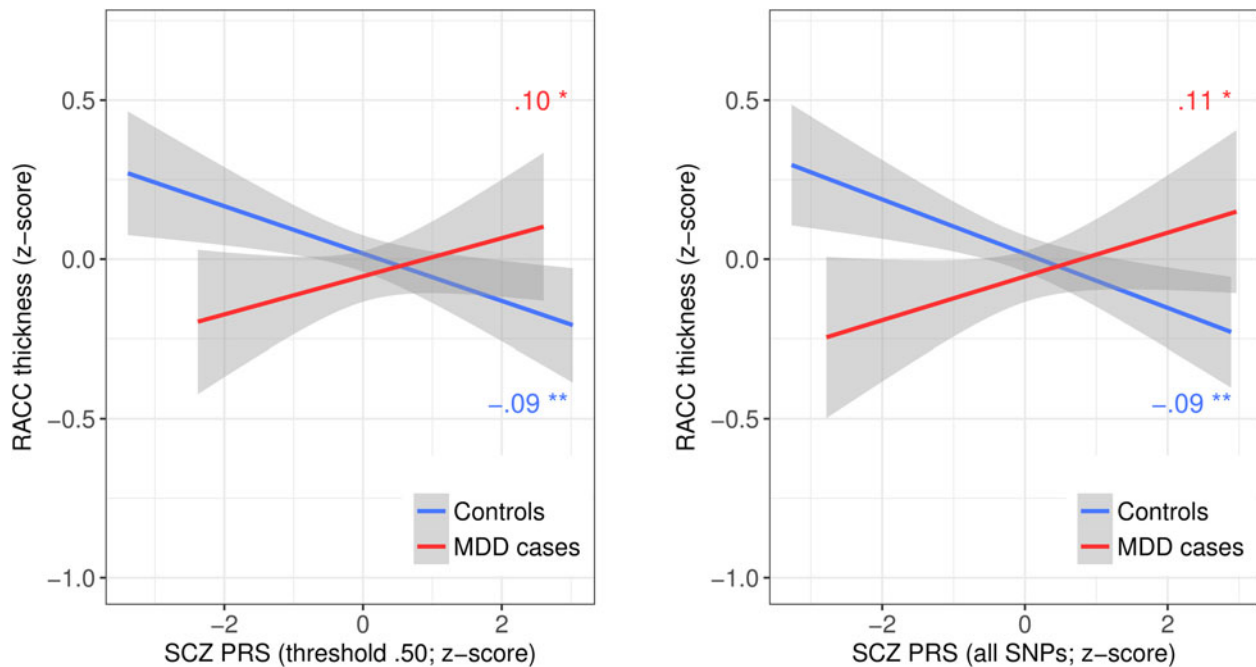 RACC thickness (z-score)
0.5
0.0
−0.5
−1.0
.10 *
−.09 **
Controls
MDD cases
−2
0
2
SCZ PRS (threshold .50; z-score)
RACC thickness (z-score)
0.5
0.0
−0.5
−1.0
.11 *
−.09 **
Controls
MDD cases
−2
0
2
SCZ PRS (all SNPs; z-score)